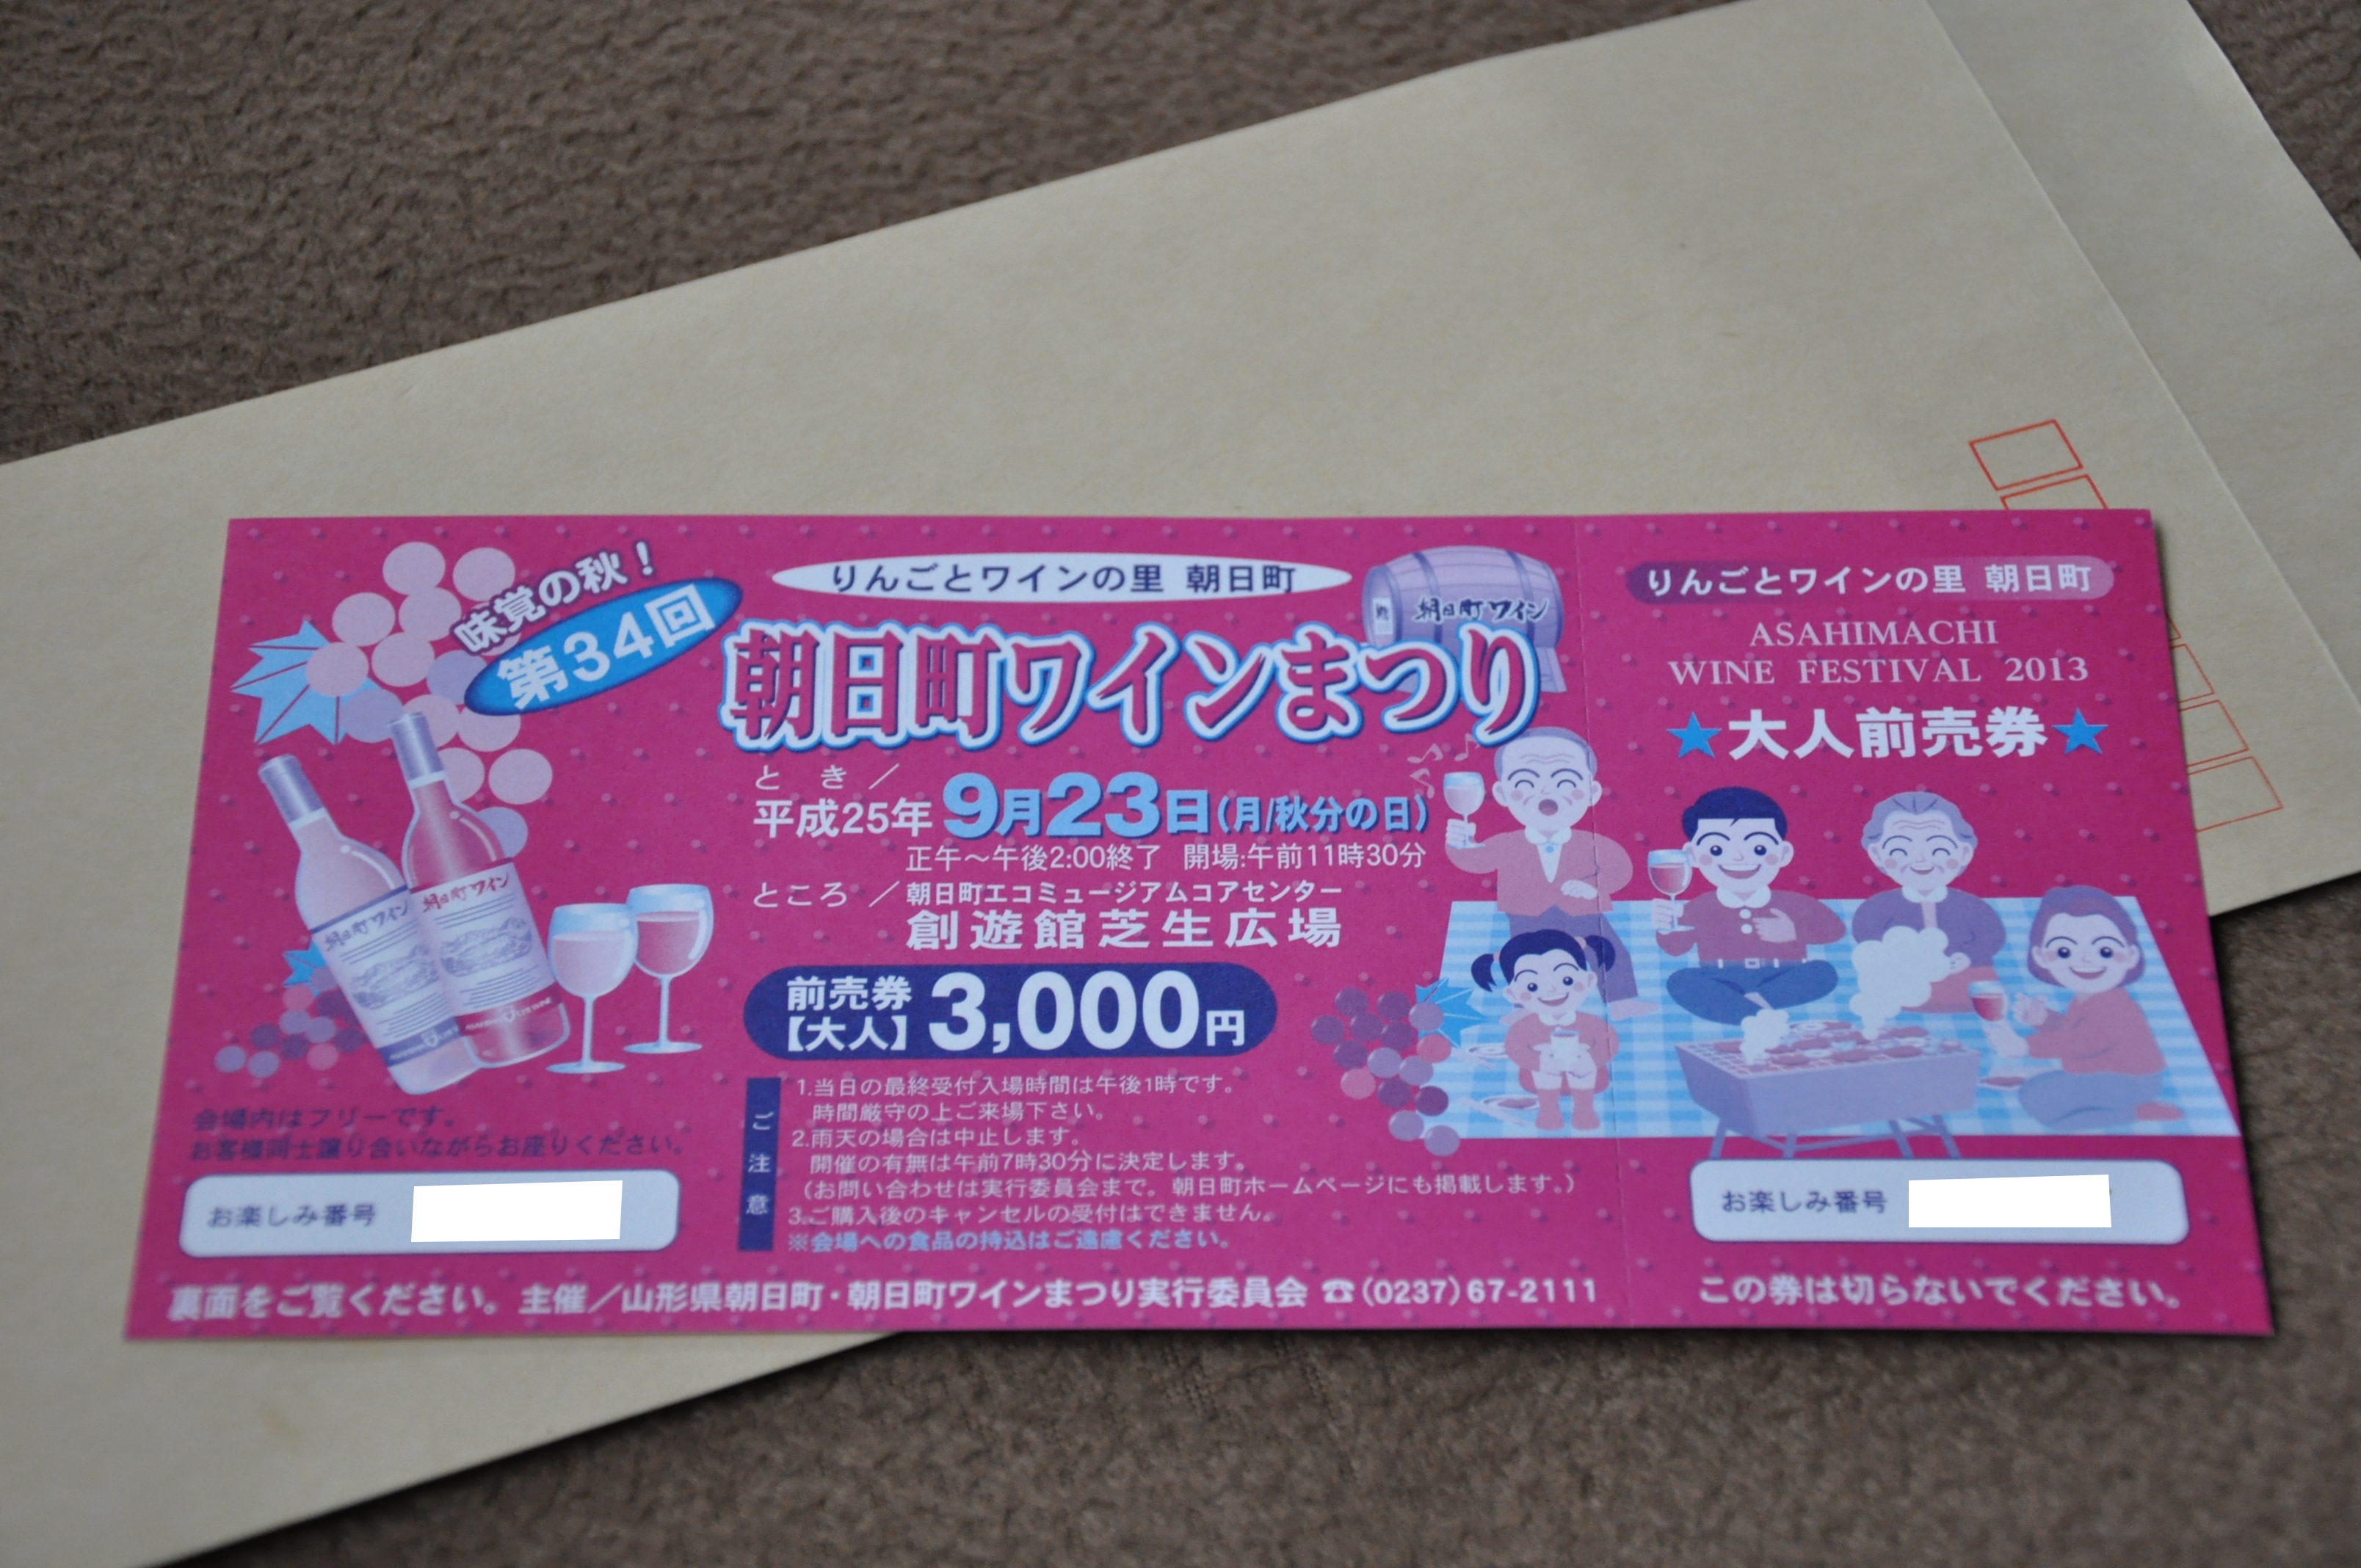 味覚の秋！
第34回
りんごとワインの里 朝日町
朝日町ワイン
朝日町ワインまつり
とき／
平成25年 9月23日(月/秋分の日)
正午～午後2:00終了 開場:午前11時30分
ところ／朝日町エコミュージアムコアセンター
創遊館芝生広場
前売券
【大人】 3,000円
朝日町ワイン
朝日町ワイン
会場内はフリーです。
お客様同士譲り合いながらお座りください。
お楽しみ番号
ご注意
1.当日の最終受付入場時間は午後1時です。
時間厳守の上ご来場下さい。
2.雨天の場合は中止します。
開催の有無は午前7時30分に決定します。
(お問い合わせは実行委員会まで。朝日町ホームページにも掲載します。)
3.ご購入後のキャンセルの受付はできません。
※会場への食品の持込はご遠慮ください。
裏面をご覧ください。主催／山形県朝日町・朝日町ワインまつり実行委員会 ☎(0237)67-2111
りんごとワインの里 朝日町
ASAHIMACHI
WINE FESTIVAL 2013
★大人前売券★
お楽しみ番号
この券は切らないでください。